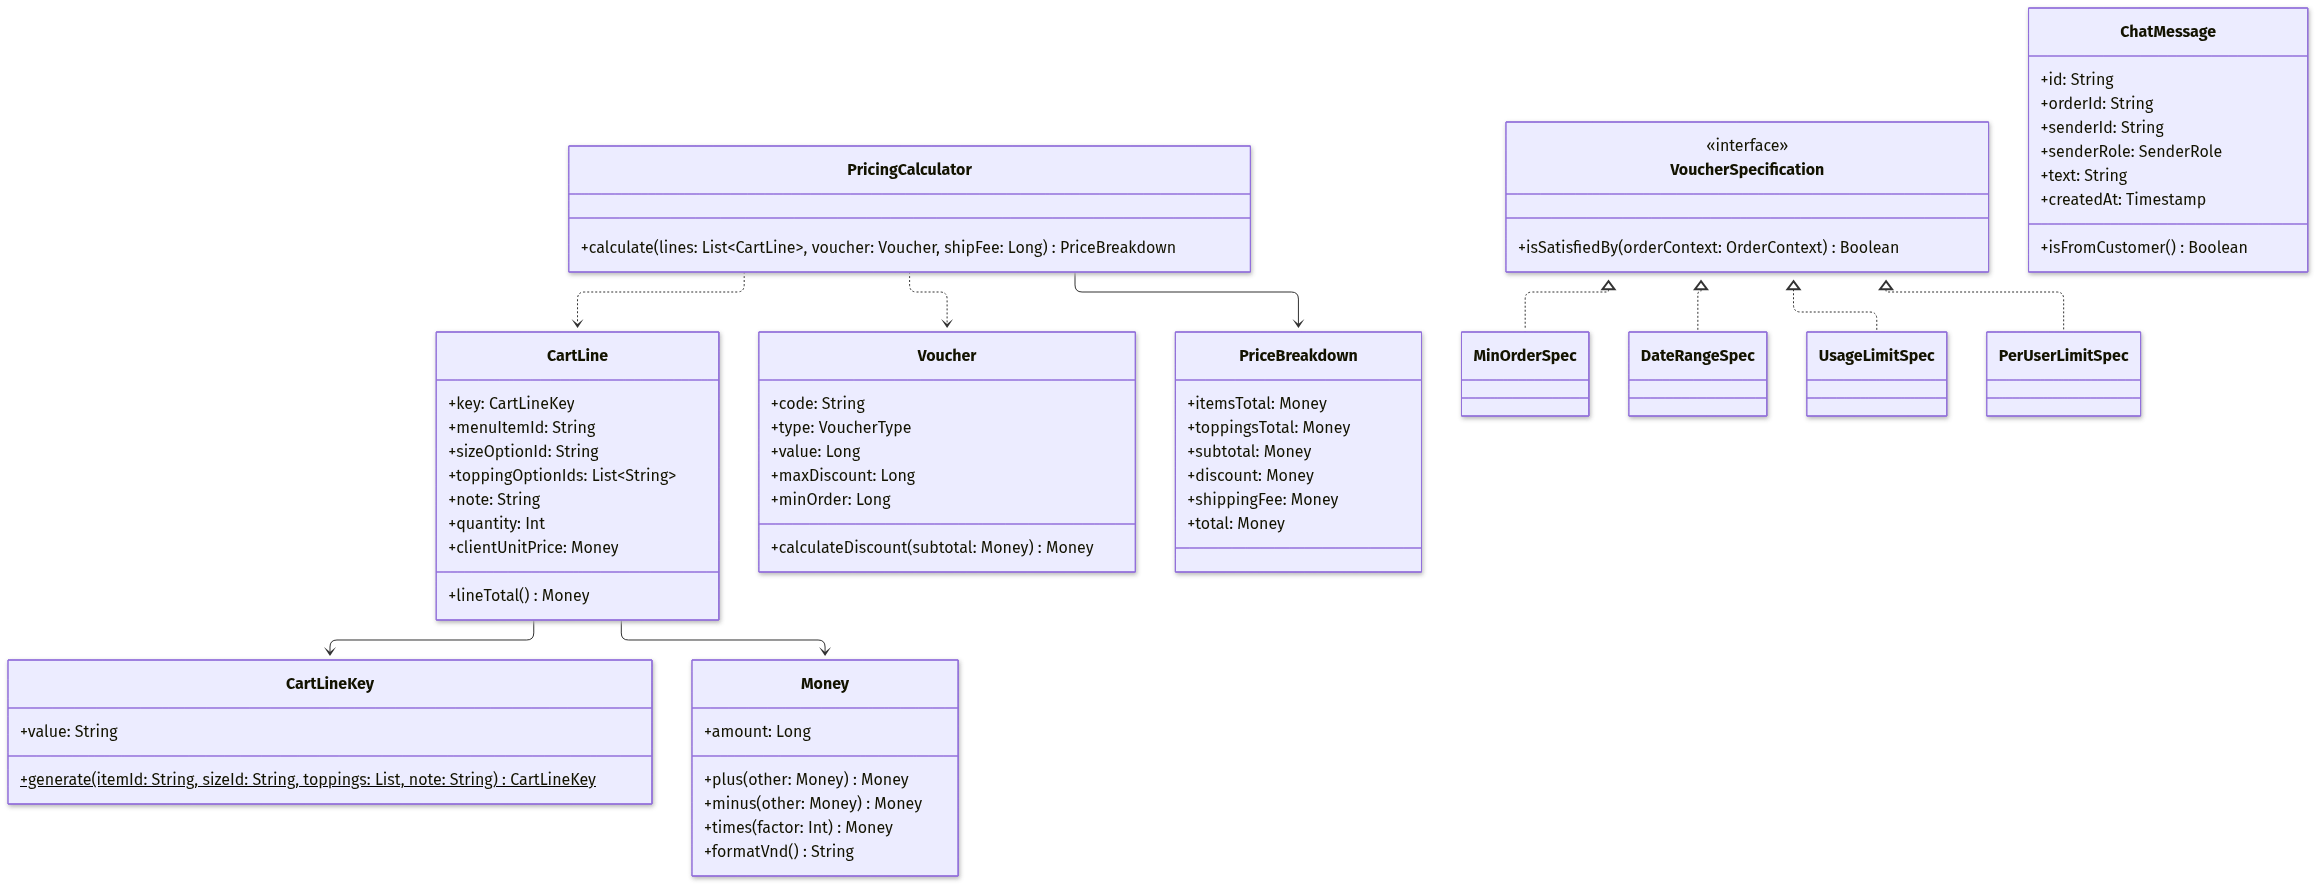 PricingCalculator
+calculate(lines: List<CartLine>, voucher: Voucher, shipFee: Long) : PriceBreakdown
«interface»
VoucherSpecification
+isSatisfiedBy(orderContext: OrderContext) : Boolean
ChatMessage
+id: String
+orderId: String
+senderId: String
+senderRole: SenderRole
+text: String
+createdAt: Timestamp
+isFromCustomer() : Boolean
CartLine
+key: CartLineKey
+menuItemId: String
+sizeOptionId: String
+toppingOptionIds: List<String>
+note: String
+quantity: Int
+clientUnitPrice: Money
+lineTotal() : Money
Voucher
+code: String
+type: VoucherType
+value: Long
+maxDiscount: Long
+minOrder: Long
+calculateDiscount(subtotal: Money) : Money
PriceBreakdown
+itemsTotal: Money
+toppingsTotal: Money
+subtotal: Money
+discount: Money
+shippingFee: Money
+total: Money
MinOrderSpec
DateRangeSpec
UsageLimitSpec
PerUserLimitSpec
CartLineKey
+value: String
+generate(itemId: String, sizeId: String, toppings: List, note: String) : CartLineKey
Money
+amount: Long
+plus(other: Money) : Money
+minus(other: Money) : Money
+times(factor: Int) : Money
+formatVnd() : String